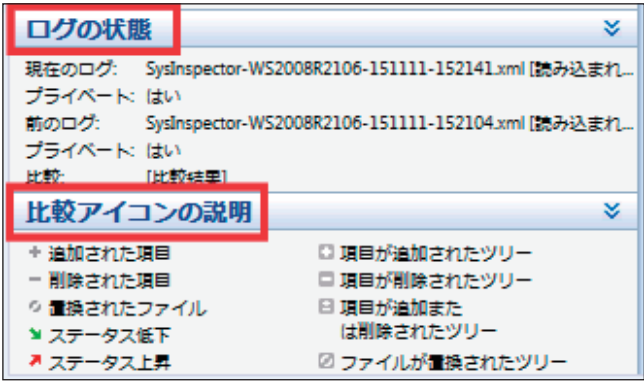 ログの状態
現在のログ: SysInspector-WS2008R2106-151111-152141.xml [読み込まれ...
プライベート: はい
前のログ: SysInspector-WS2008R2106-151111-152104.xml [読み込まれ...
プライベート: はい
比較: [比較結果]
比較アイコンの説明
+ 追加された項目
− 削除された項目
置換されたファイル
ステータス低下
ステータス上昇
項目が追加されたツリー
項目が削除されたツリー
項目が追加また
は削除されたツリー
ファイルが置換されたツリー